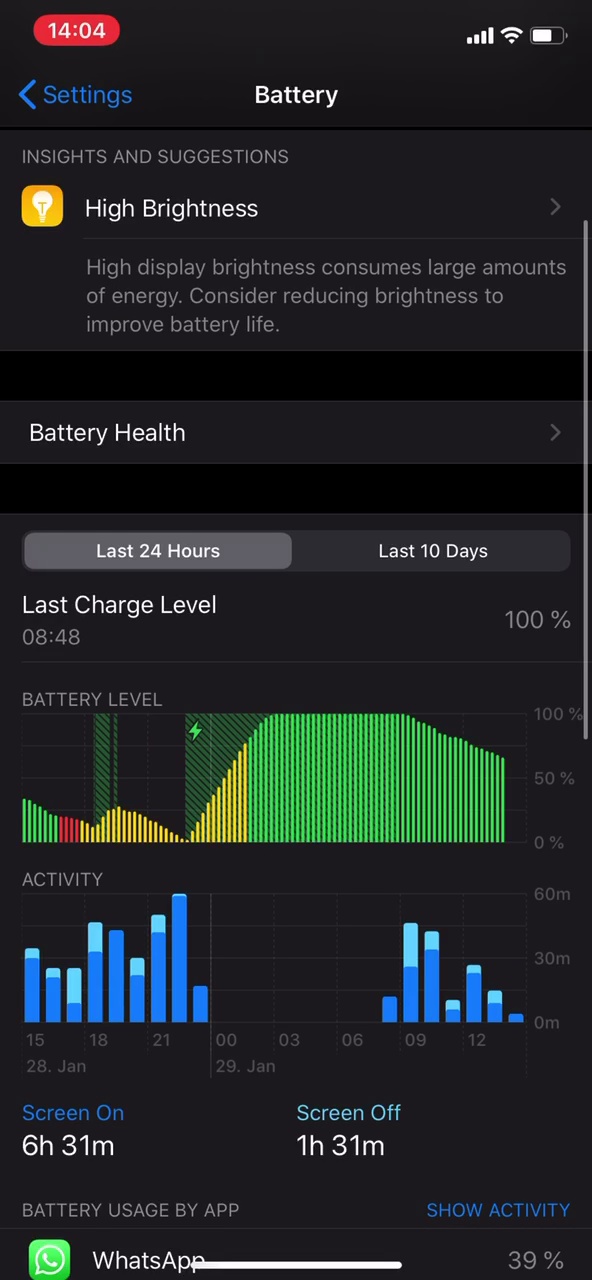 14:04
Settings
Battery
INSIGHTS AND SUGGESTIONS
High Brightness
High display brightness consumes large amounts
of energy. Consider reducing brightness to
improve battery life.
Battery Health
Last 24 Hours
Last 10 Days
Last Charge Level
100 %
08:48
BATTERY LEVEL
100 %
50 %
0 %
ACTIVITY
60m
30m
0m
15 18 21 00 03 06 09 12
28. Jan 29. Jan
Screen On
Screen Off
6h 31m
1h 31m
BATTERY USAGE BY APP
SHOW ACTIVITY
WhatsApp
39 %